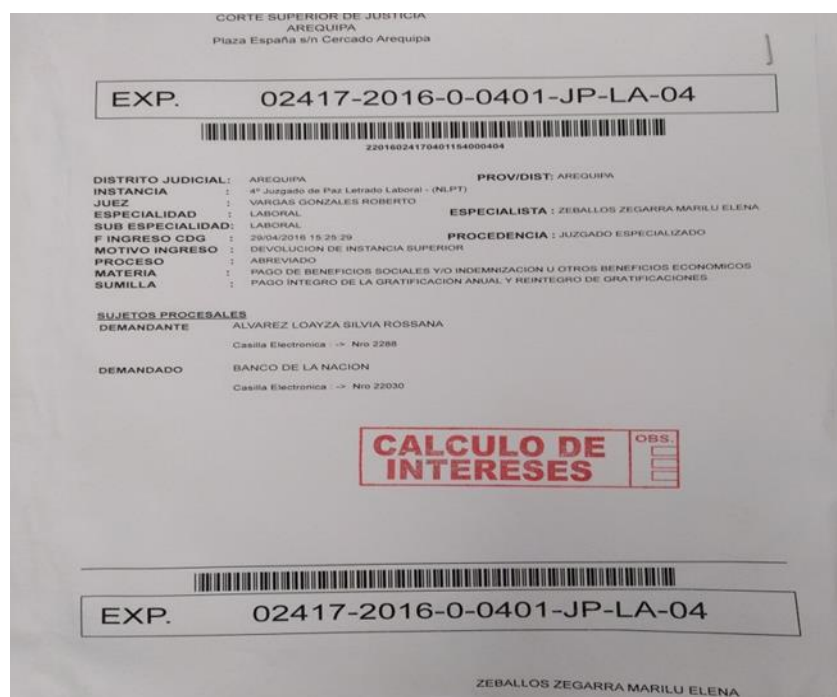 CORTE SUPERIOR DE JUSTICIA
AREQUIPA
Plaza España s/n Cercado Arequipa
EXP. 02417-2016-0-0401-JP-LA-04
220160241704011540000404
DISTRITO JUDICIAL: AREQUIPA PROV/DIST: AREQUIPA
INSTANCIA : 4º Juzgado de Paz Letrado Laboral - (NLPT)
JUEZ : VARGAS GONZALES ROBERTO
ESPECIALIDAD : LABORAL ESPECIALISTA : ZEBALLOS ZEGARRA MARILU ELENA
SUB ESPECIALIDAD: LABORAL
F INGRESO CDG : 29/04/2016 15:25:29 PROCEDENCIA : JUZGADO ESPECIALIZADO
MOTIVO INGRESO : DEVOLUCION DE INSTANCIA SUPERIOR
PROCESO : ABREVIADO
MATERIA : PAGO DE BENEFICIOS SOCIALES Y/O INDEMNIZACION U OTROS BENEFICIOS ECONOMICOS
SUMILLA : PAGO ÍNTEGRO DE LA GRATIFICACIÓN ANUAL Y REINTEGRO DE GRATIFICACIONES
SUJETOS PROCESALES
DEMANDANTE ALVAREZ LOAYZA SILVIA ROSSANA
Casilla Electronica : -> Nro 2288
DEMANDADO BANCO DE LA NACION
Casilla Electronica : -> Nro 22030
CALCULO DE INTERESES OBS.
EXP. 02417-2016-0-0401-JP-LA-04
ZEBALLOS ZEGARRA MARILU ELENA